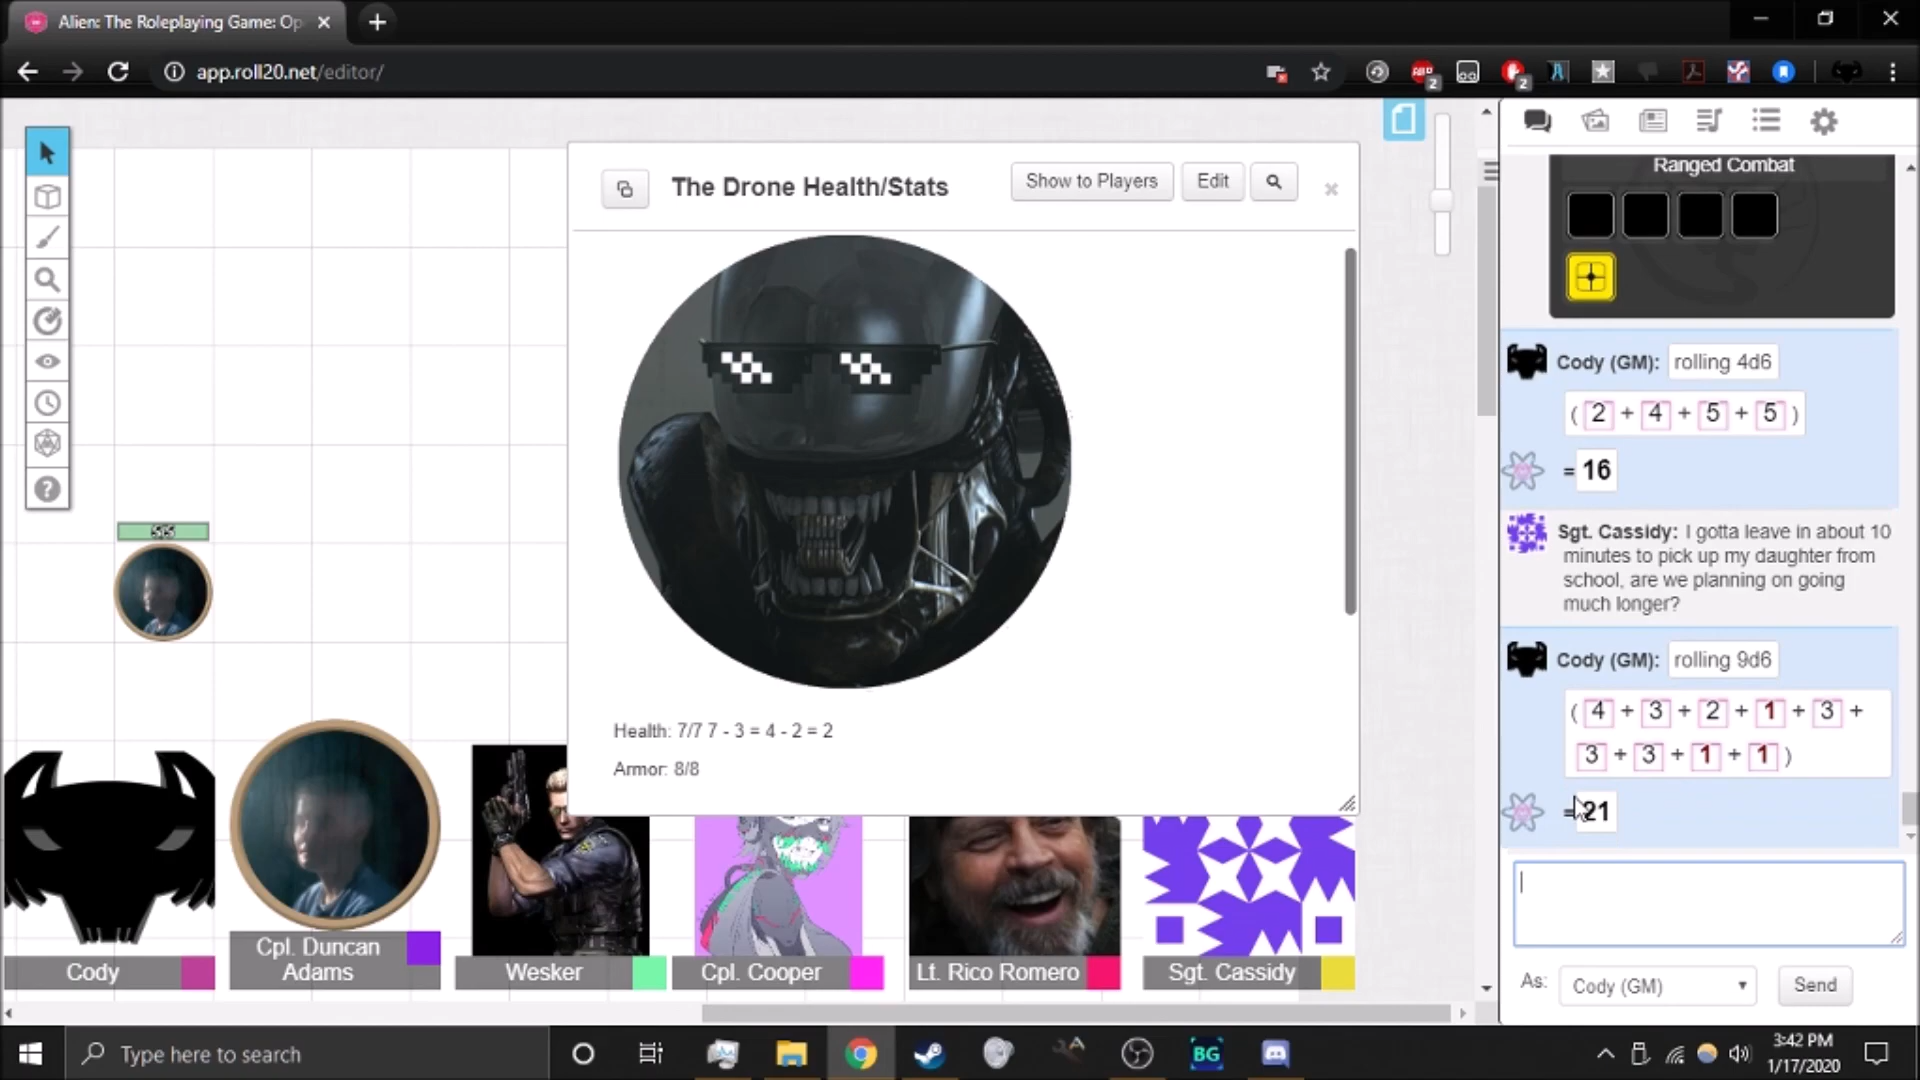 Alien: The Roleplaying Game: Op
app.roll20.net/editor/
The Drone Health/Stats
Show to Players
Edit
Health: 7/7 7 - 3 = 4 - 2 = 2
Armor: 8/8
Cody
Cpl. Duncan
Adams
Wesker
Cpl. Cooper
Lt. Rico Romero
Sgt. Cassidy
Ranged Combat
Cody (GM): rolling 4d6
( 2 + 4 + 5 + 5 )
= 16
Sgt. Cassidy: I gotta leave in about 10
minutes to pick up my daughter from
school, are we planning on going
much longer?
Cody (GM): rolling 9d6
( 4 + 3 + 2 + 1 + 3 +
3 + 3 + 1 + 1 )
= 21
As: Cody (GM)
Send
Type here to search
BG
3:42 PM
1/17/2020